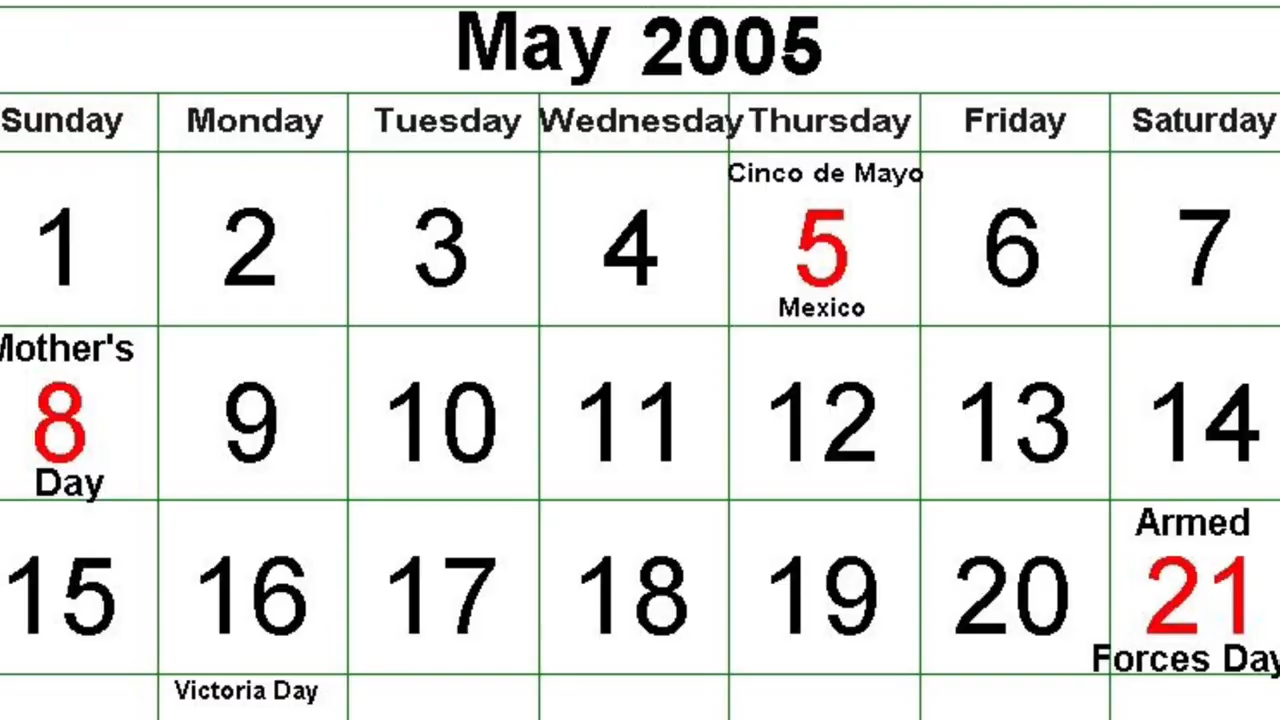 May 2005
Sunday Monday Tuesday Wednesday Thursday Friday Saturday
Cinco de Mayo
1 2 3 4 5 6 7
Mexico
Mother's
8 9 10 11 12 13 14
Day
Armed
15 16 17 18 19 20 21
Forces Day
Victoria Day